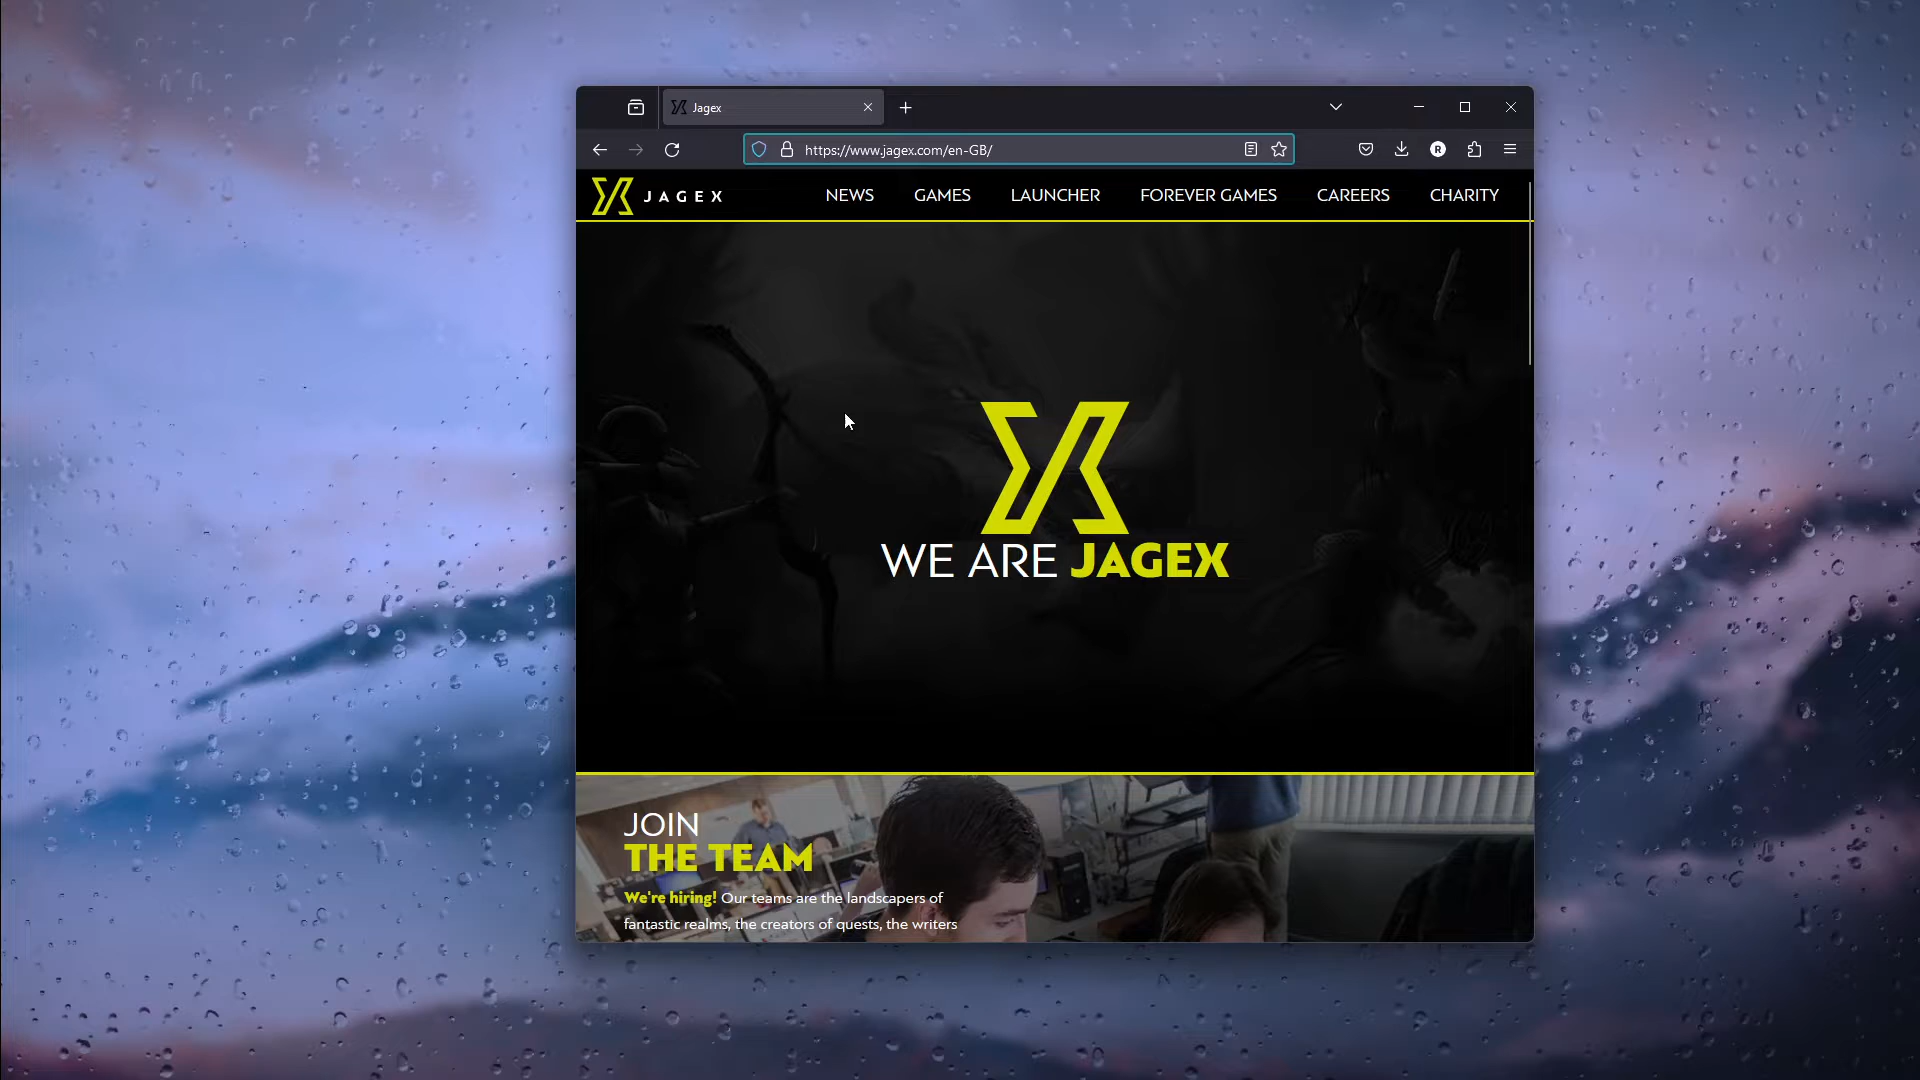 Jagex
https://www.jagex.com/en-GB/
R
JAGEX
NEWS
GAMES
LAUNCHER
FOREVER GAMES
CAREERS
CHARITY
WE ARE JAGEX
JOIN
THE TEAM
We're hiring! Our teams are the landscapers of
fantastic realms, the creators of quests, the writers